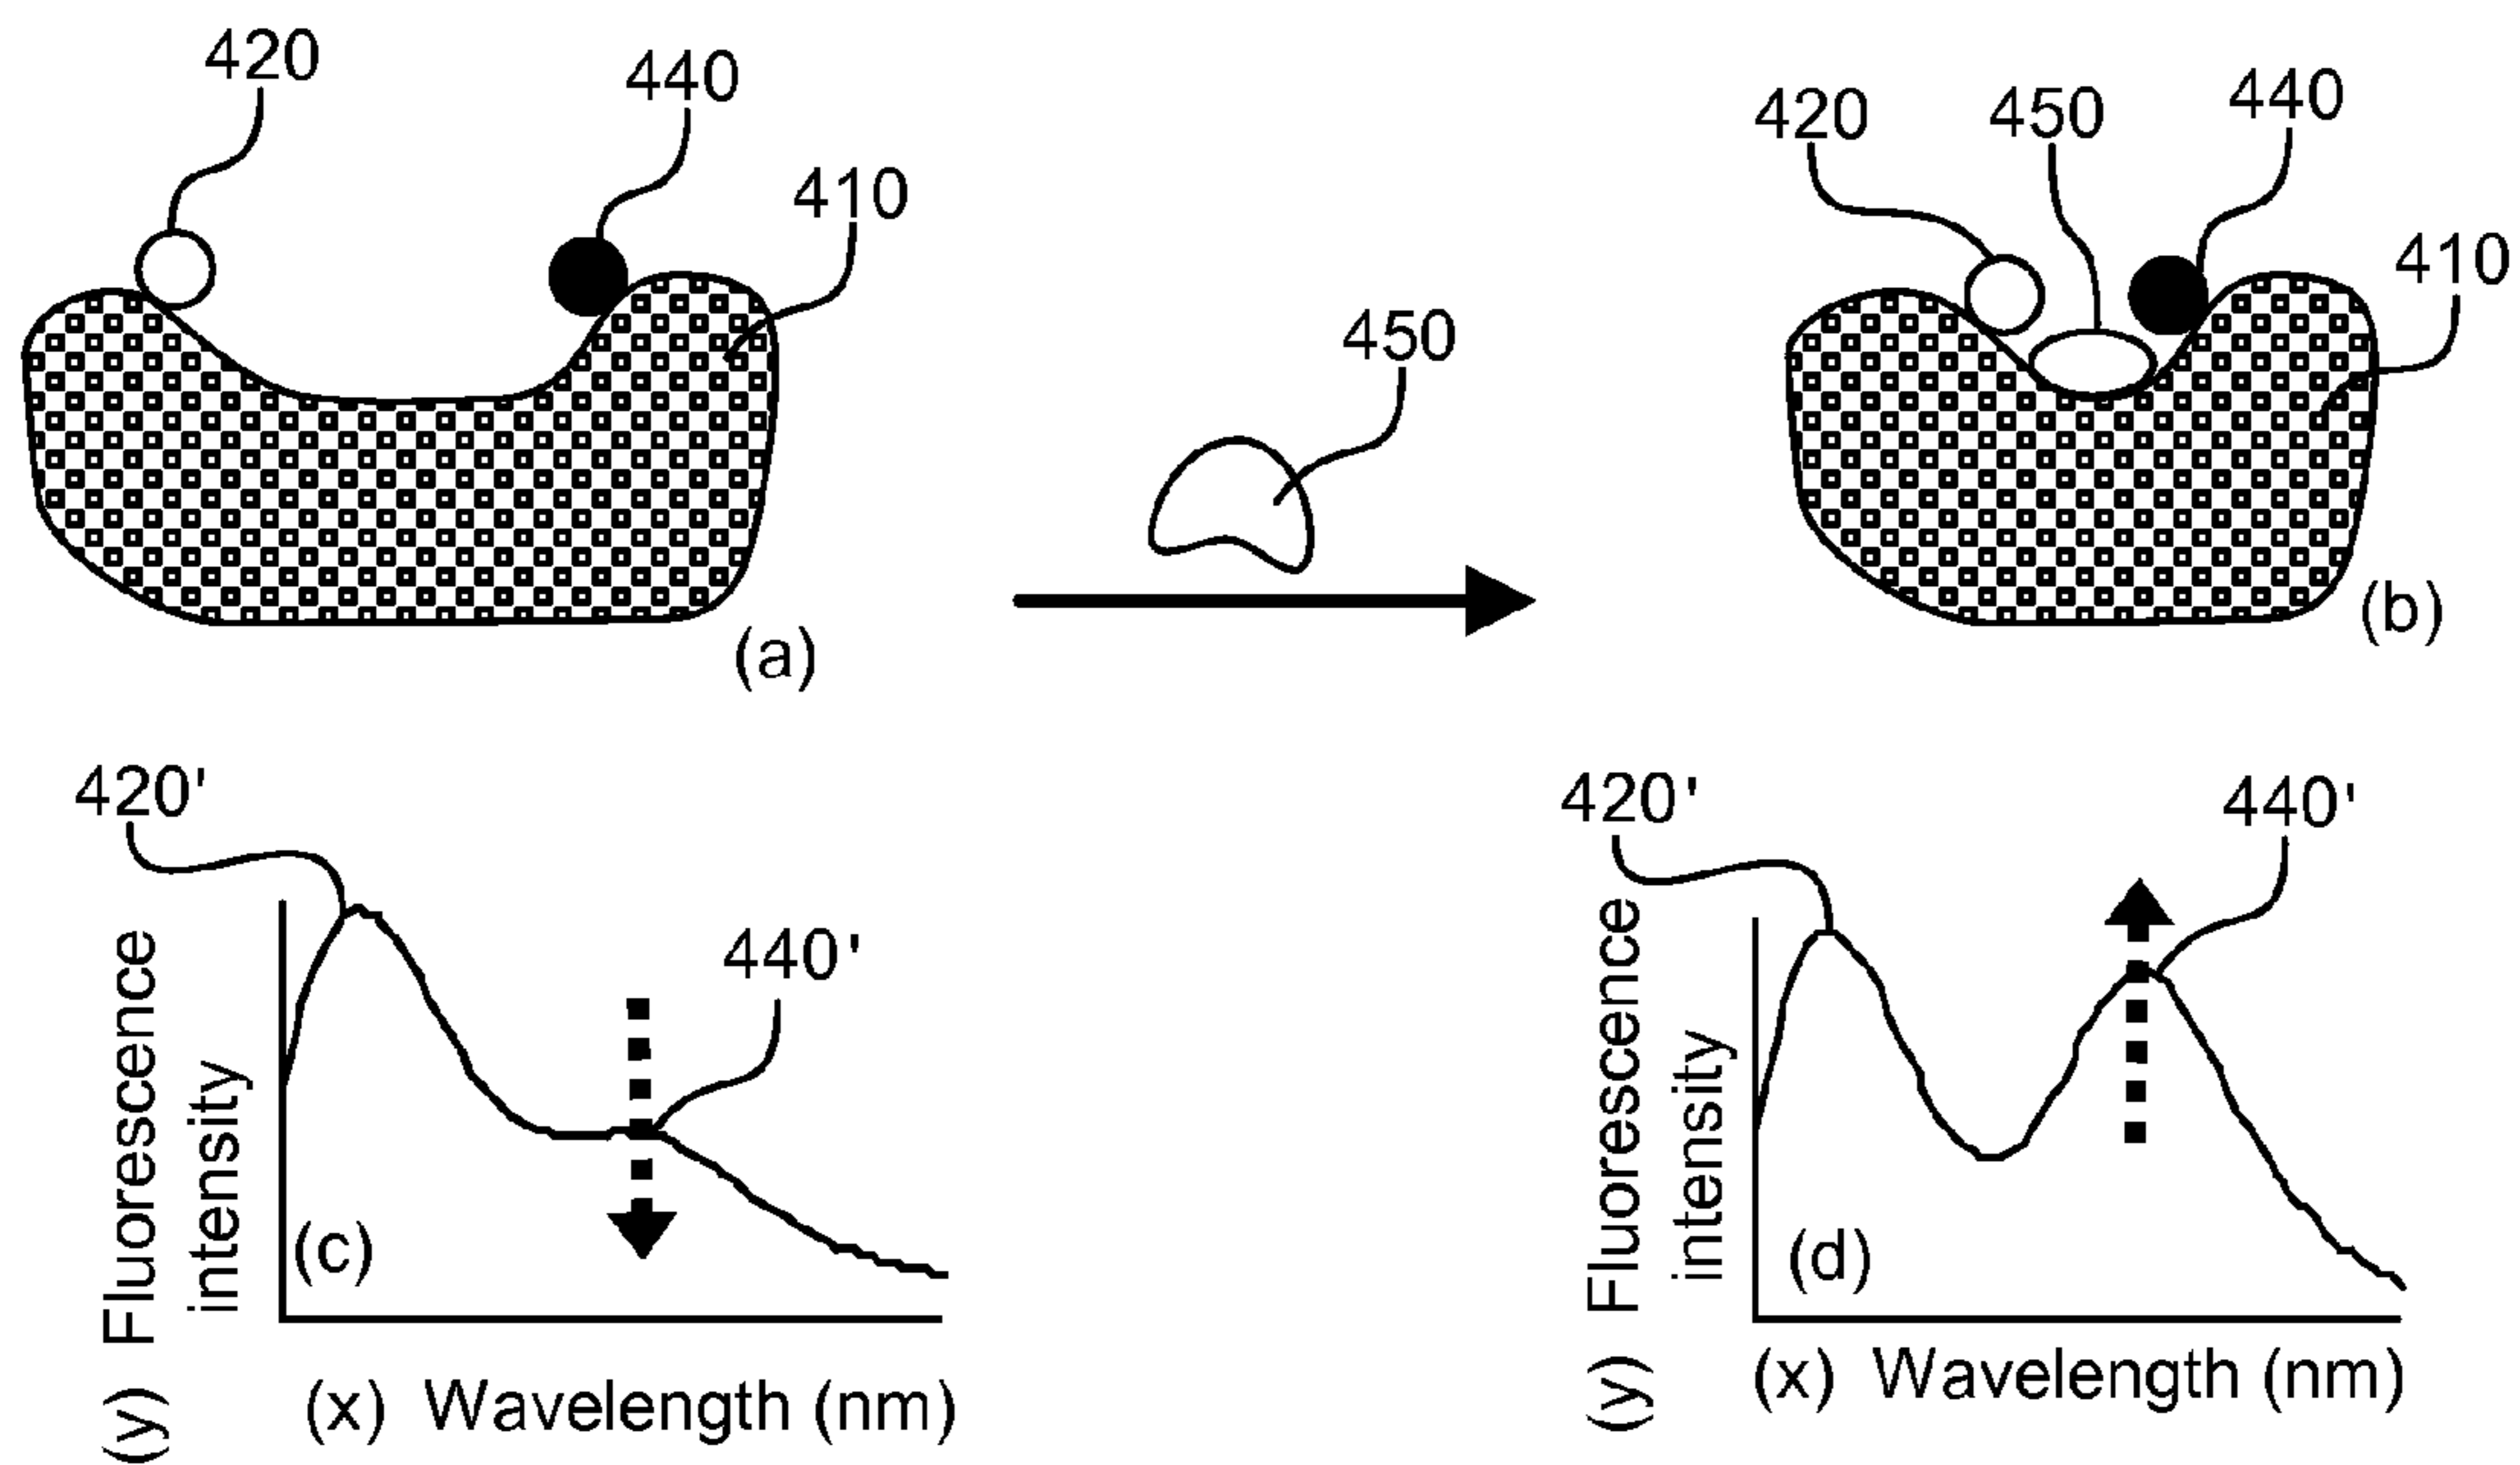 420
440
410
(a)
450
420
450
440
410
(b)
420'
440'
(y) Fluorescence
intensity
(c)
(x) Wavelength (nm)
420'
440'
(y) Fluorescence
intensity
(d)
(x) Wavelength (nm)